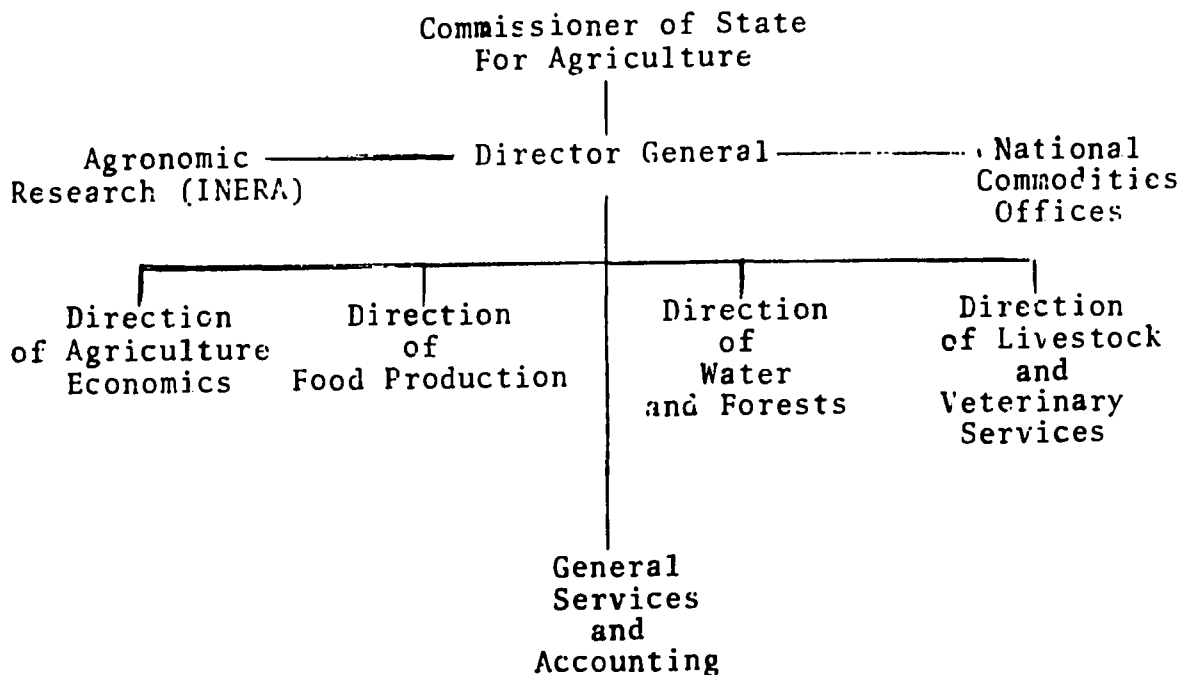 Commissioner of State
For Agriculture
Agronomic
Research (INERA)
Director General
National
Commodities
Offices
Direction
of Agriculture
Economics
Direction
of
Food Production
Direction
of
Water
and Forests
Direction
of Livestock
and
Veterinary
Services
General
Services
and
Accounting